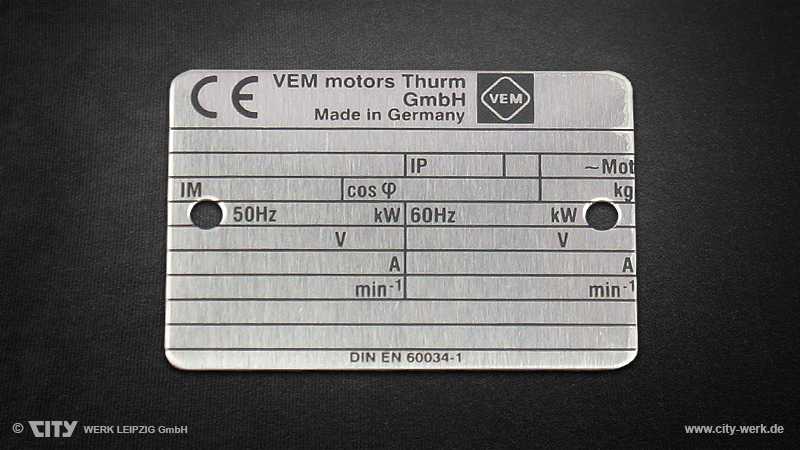 CE VEM motors Thurm
GmbH
Made in Germany
VEM
IP ~Mot
IM cos φ kg
50Hz kW 60Hz kW
V V
A A
min-1 min-1
DIN EN 60034-1
© CITY WERK LEIPZIG GmbH www.city-werk.de